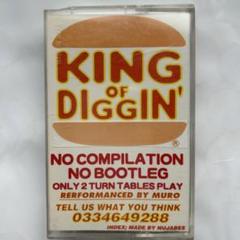 KING
OF
DIGGIN'
®
NO COMPILATION
NO BOOTLEG
ONLY 2 TURN TABLES PLAY
RERFORMANCED BY MURO
TELL US WHAT YOU THINK
0334649288
INDEX; MADE BY NUJABES